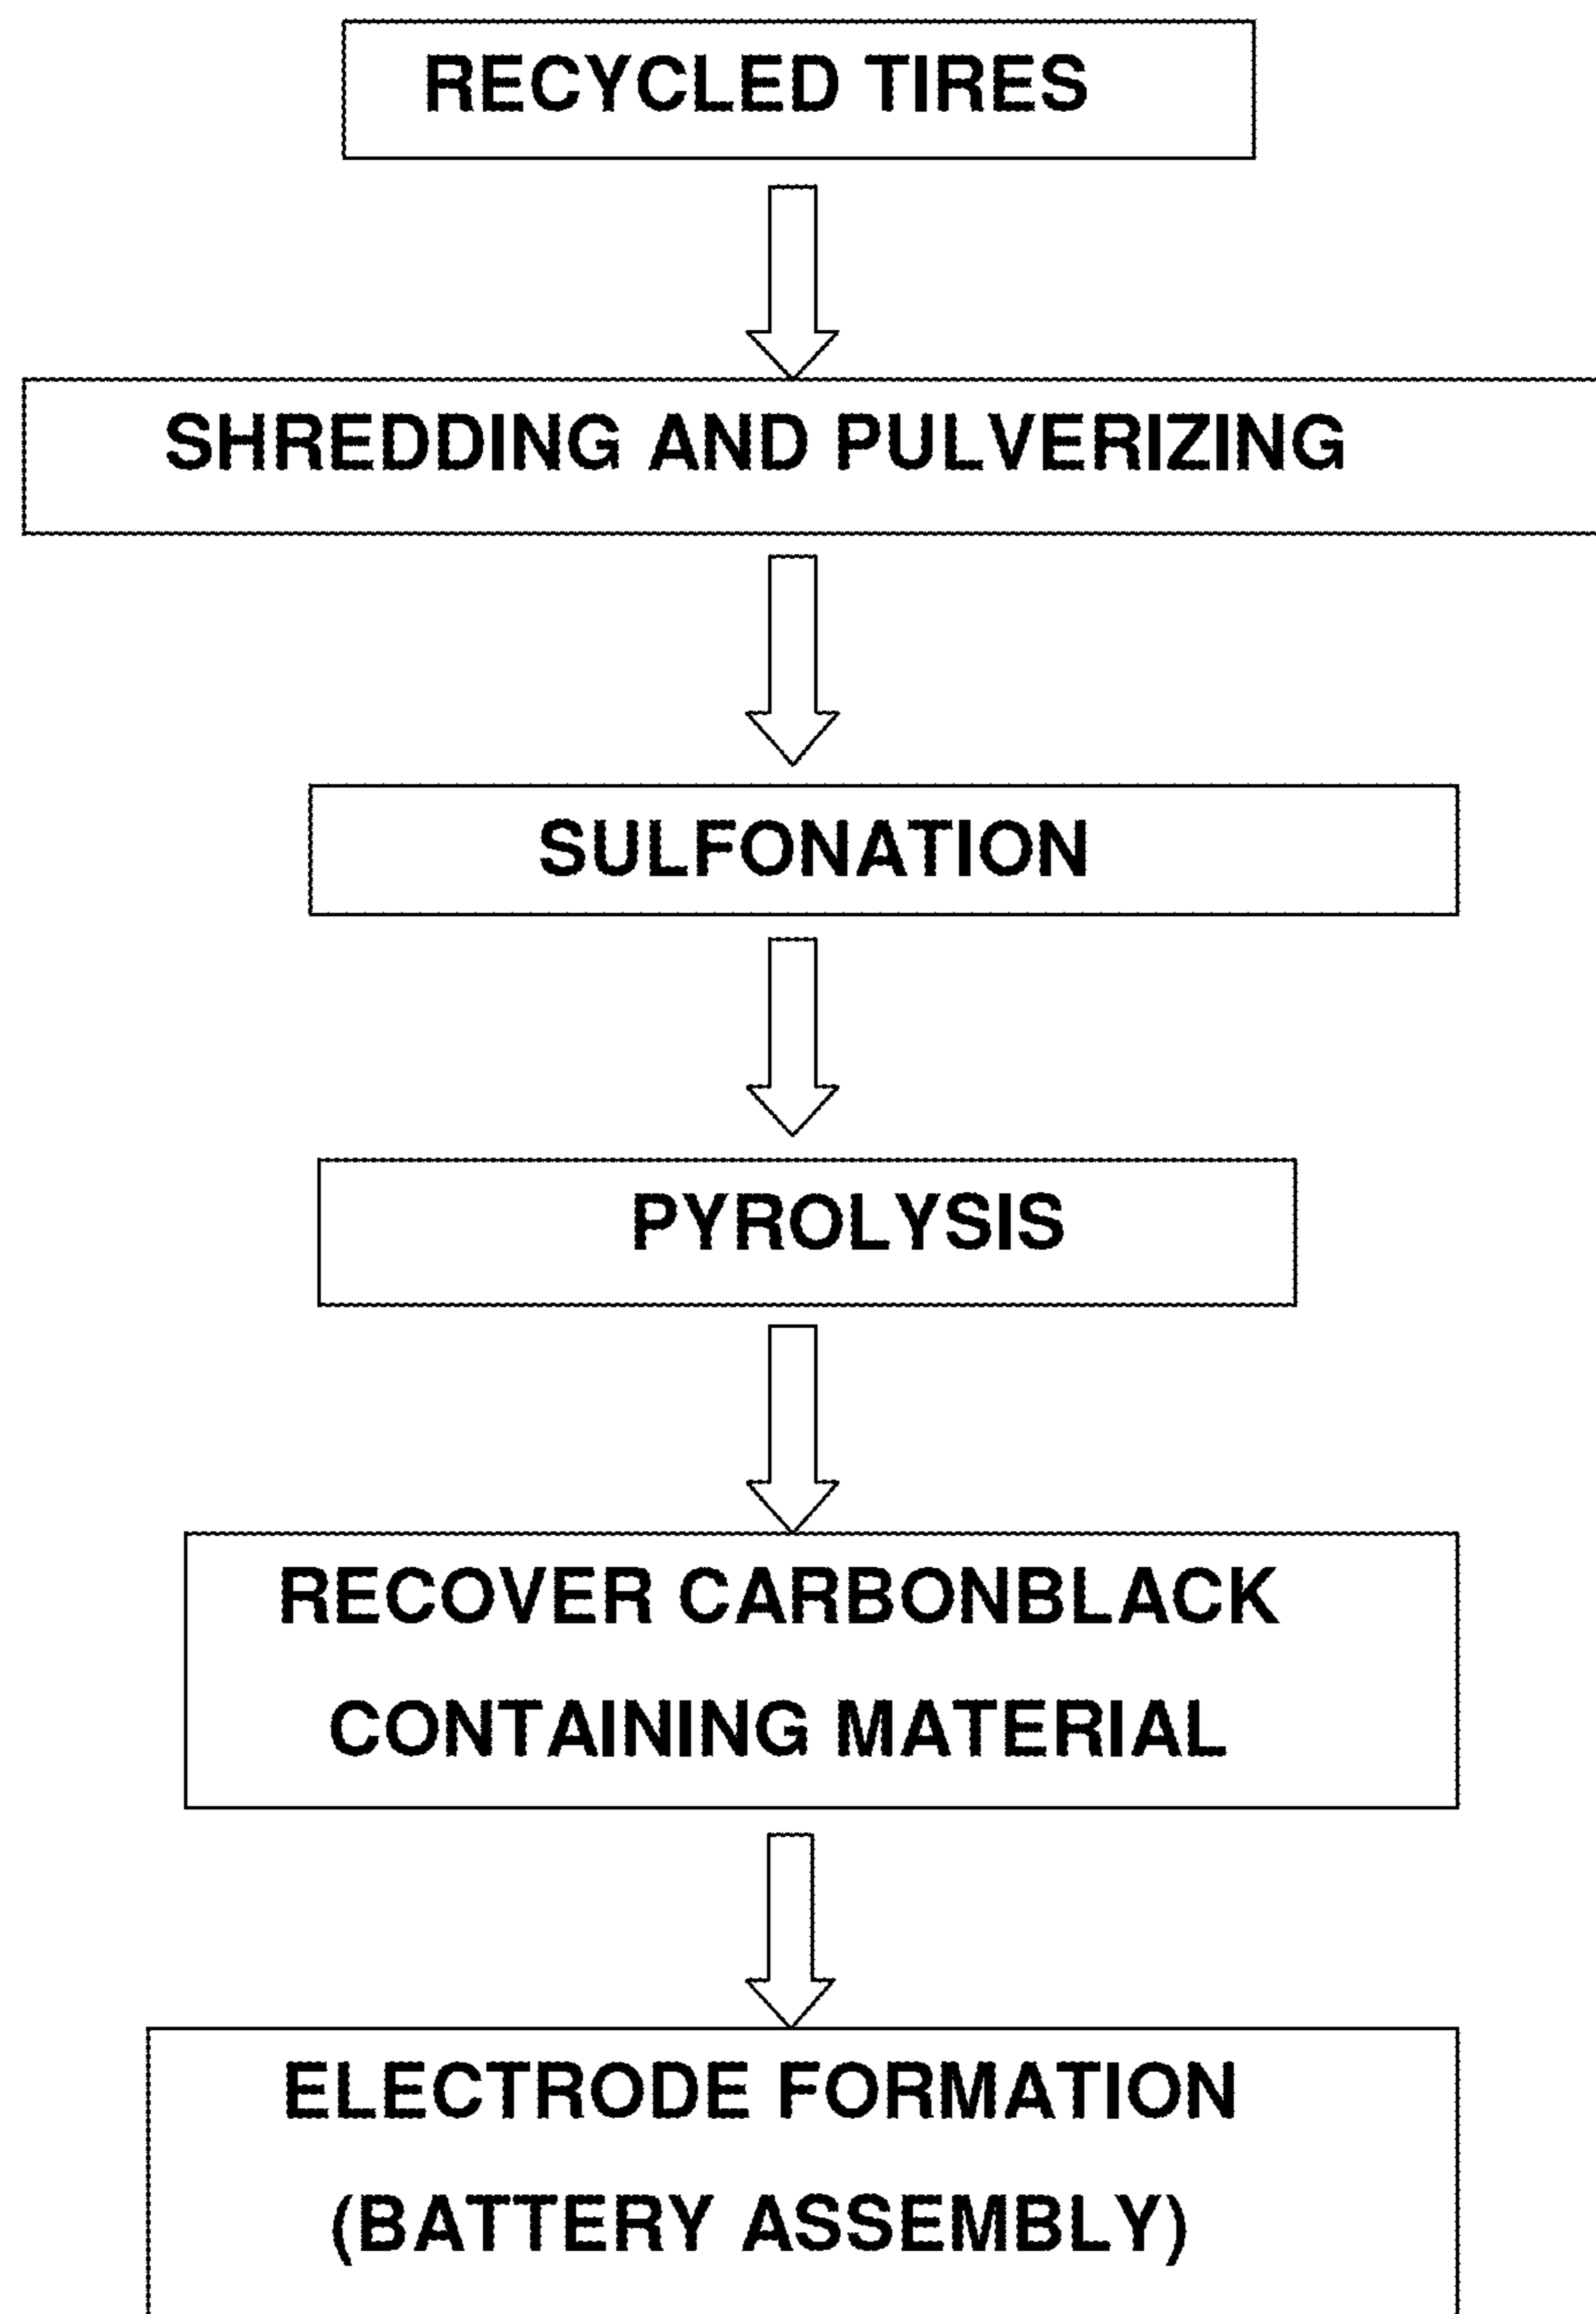 RECYCLED TIRES
SHREDDING AND PULVERIZING
SULFONATION
PYROLYSIS
RECOVER CARBONBLACK
CONTAINING MATERIAL
ELECTRODE FORMATION
(BATTERY ASSEMBLY)